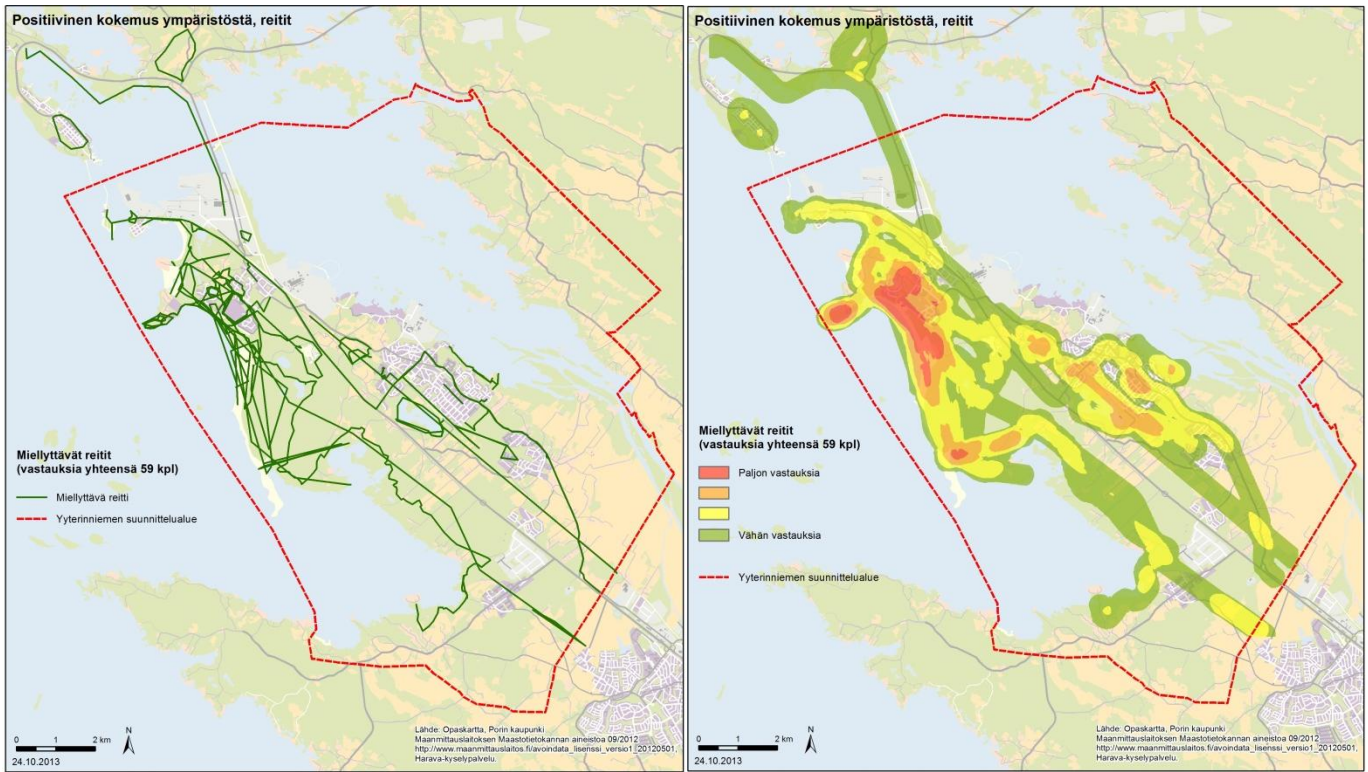 Positiivinen kokemus ympäristöstä, reitit
Miellyttävät reitit
(vastauksia yhteensä 59 kpl)
Miellyttävä reitti
Yyterinniemen suunnittelualue
0 1 2 km
N
24.10.2013
Lähde: Opaskartta, Porin kaupunki
Maanmittauslaitoksen Maastotietokannan aineistoa 09/2012
http://www.maanmittauslaitos.fi/avoindata_lisenssi_versio1_20120501,
Harava-kyselypalvelu.
Positiivinen kokemus ympäristöstä, reitit
Miellyttävät reitit
(vastauksia yhteensä 59 kpl)
Paljon vastauksia
Vähän vastauksia
Yyterinniemen suunnittelualue
0 1 2 km
N
24.10.2013
Lähde: Opaskartta, Porin kaupunki
Maanmittauslaitoksen Maastotietokannan aineistoa 09/2012
http://www.maanmittauslaitos.fi/avoindata_lisenssi_versio1_20120501,
Harava-kyselypalvelu.